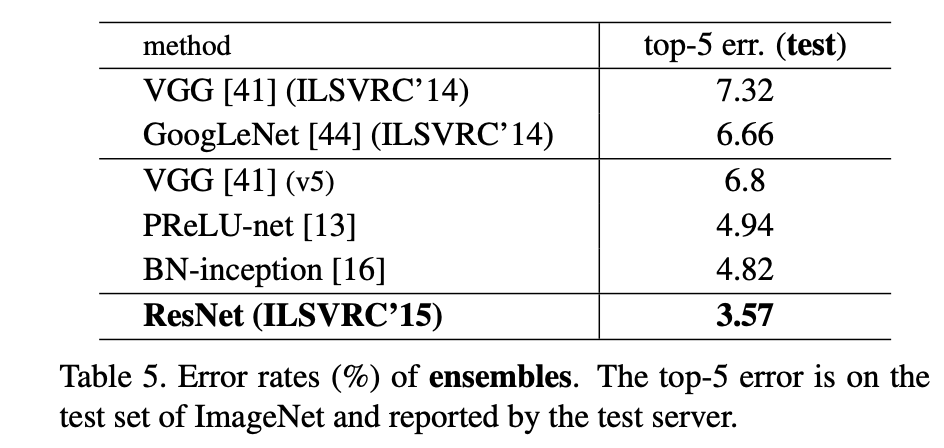 method top-5 err. (test)
VGG [41] (ILSVRC’14) 7.32
GoogLeNet [44] (ILSVRC’14) 6.66
VGG [41] (v5) 6.8
PReLU-net [13] 4.94
BN-inception [16] 4.82
ResNet (ILSVRC’15) 3.57
Table 5. Error rates (%) of ensembles. The top-5 error is on the
test set of ImageNet and reported by the test server.